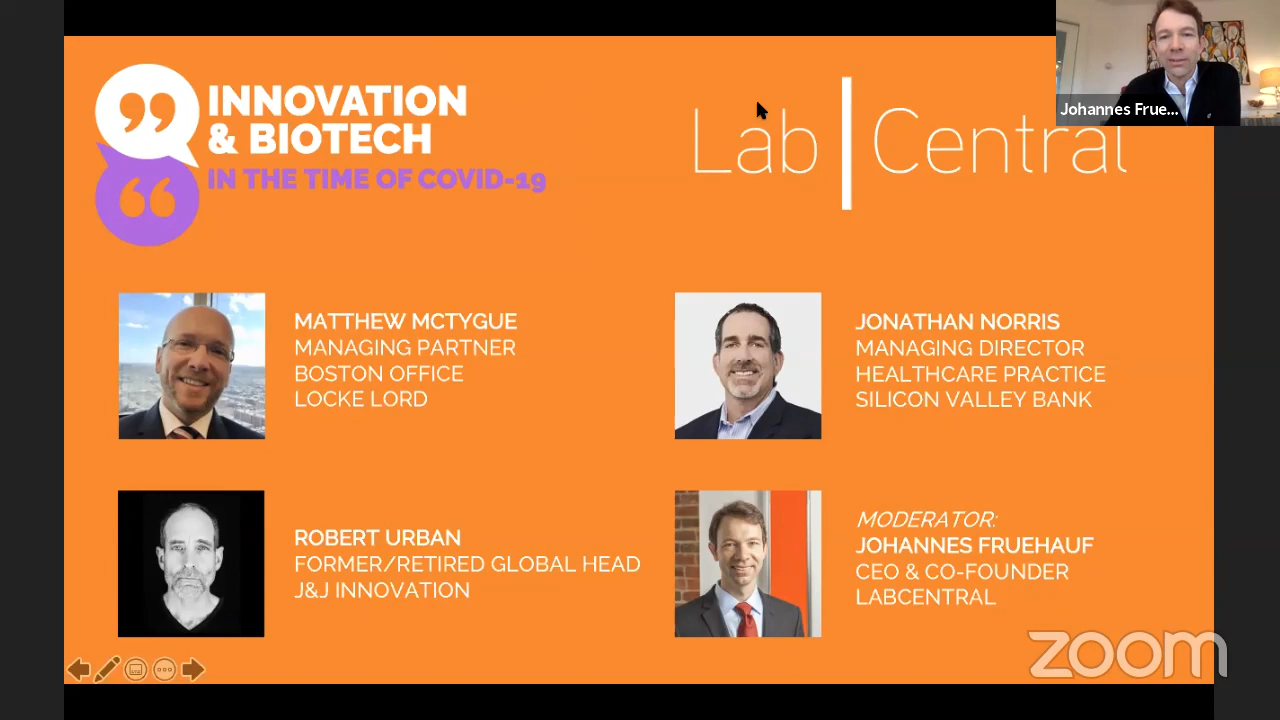 INNOVATION
& BIOTECH
IN THE TIME OF COVID-19
Lab Central
Johannes Frue...
MATTHEW MCTYGUE
MANAGING PARTNER
BOSTON OFFICE
LOCKE LORD
JONATHAN NORRIS
MANAGING DIRECTOR
HEALTHCARE PRACTICE
SILICON VALLEY BANK
ROBERT URBAN
FORMER/RETIRED GLOBAL HEAD
J&J INNOVATION
MODERATOR:
JOHANNES FRUEHAUF
CEO & CO-FOUNDER
LABCENTRAL
zoom